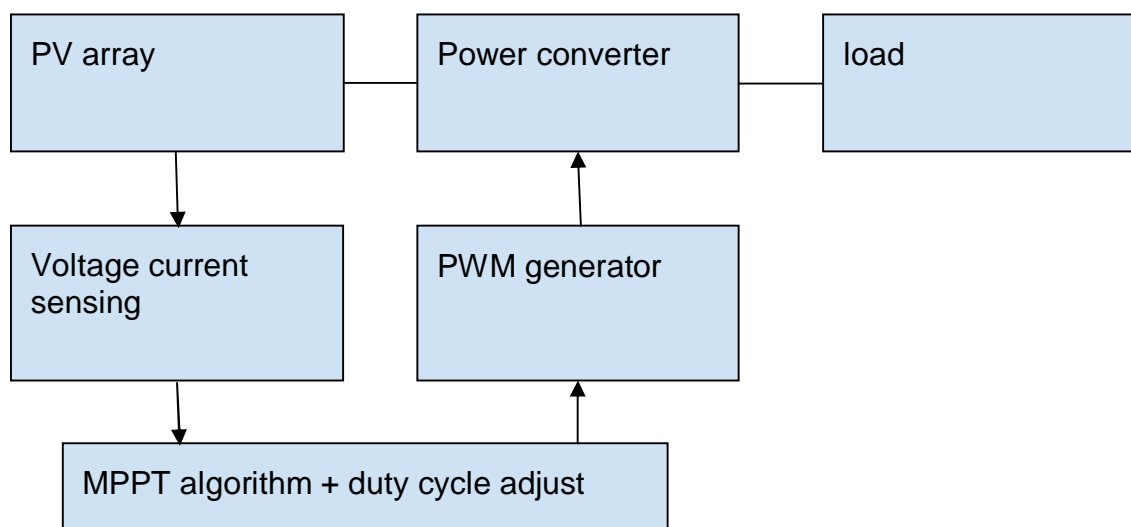 PV array
Power converter
load
Voltage current
sensing
PWM generator
MPPT algorithm + duty cycle adjust